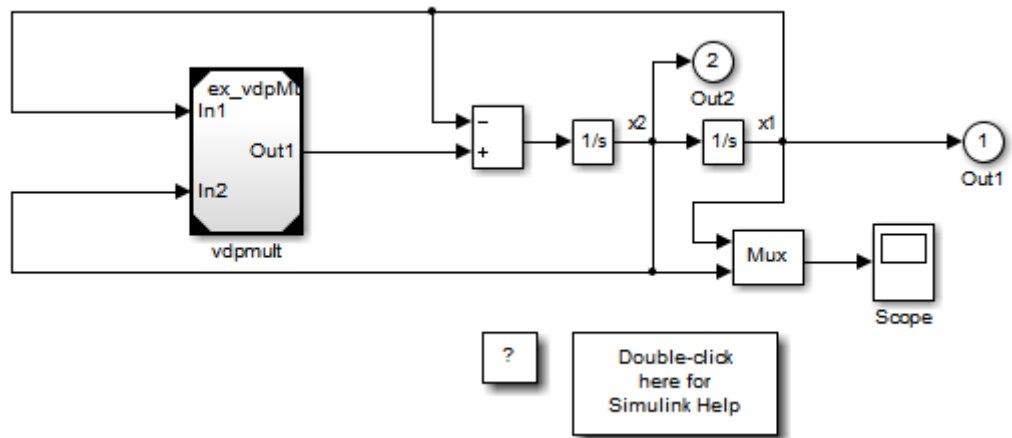 ex_vdpMu
In1
Out1
In2
vdpmult
−
+
1/s
x2
2
Out2
1/s
x1
1
Out1
Mux
Scope
?
Double-click
here for
Simulink Help